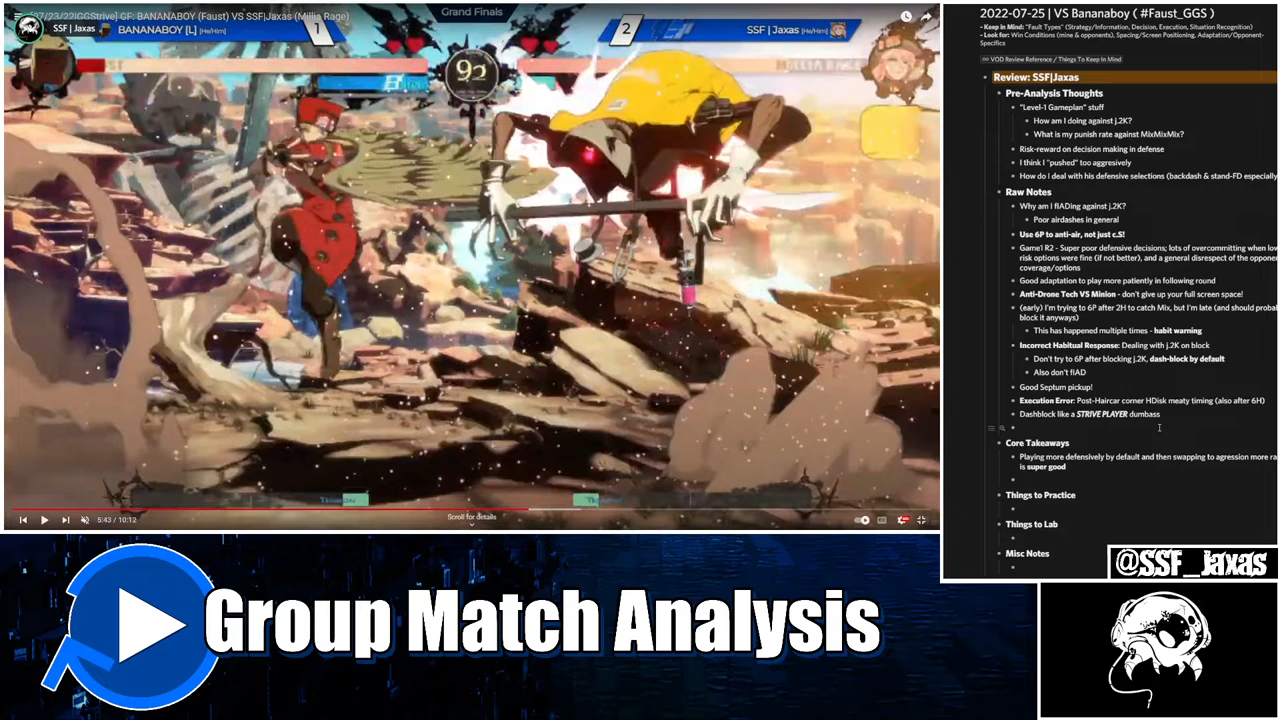 [07/23/22|GGStrive] GF: BANANABOY (Faust) VS SSF|Jaxas (Millia Rage)
SSF | Jaxas
BANANABOY [L] [He/Him]
1
Grand Finals
2
SSF | Jaxas [He/Him]
5:43 / 10:12
Scroll for details
2022-07-25 | VS Bananaboy ( #Faust_GGS )
- Keep in Mind: "Fault Types" (Strategy/Information, Decision, Execution, Situation Recognition)
- Look for: Win Conditions (mine & opponents), Spacing/Screen Positioning, Adaptation/Opponent-
Specifics
VOD Review Reference / Things To Keep In Mind
Review: SSF|Jaxas
Pre-Analysis Thoughts
"Level-1 Gameplan" stuff
How am I doing against j.2K?
What is my punish rate against MixMixMix?
Risk-reward on decision making in defense
I think I "pushed" too aggresively
How do I deal with his defensive selections (backdash & stand-FD especially
Raw Notes
Why am I fIADing against j.2K?
Poor airdashes in general
Use 6P to anti-air, not just c.S!
Game1 R2 - Super poor defensive decisions; lots of overcommitting when low
risk options were fine (if not better), and a general disrespect of the opponen
coverage/options
Good adaptation to play more patiently in following round
Anti-Drone Tech VS Minion - don't give up your full screen space!
(early) I'm trying to 6P after 2H to catch Mix, but I'm late (and should probab
block it anyways)
This has happened multiple times - habit warning
Incorrect Habitual Response: Dealing with j.2K on block
Don't try to 6P after blocking j.2K, dash-block by default
Also don't fIAD
Good Septum pickup!
Execution Error: Post-Haircar corner HDisk meaty timing (also after 6H)
Dashblock like a STRIVE PLAYER dumbass
Core Takeaways
Playing more defensively by default and then swapping to agression more ra
is super good
Things to Practice
Things to Lab
Misc Notes
@SSF_Jaxas
Group Match Analysis